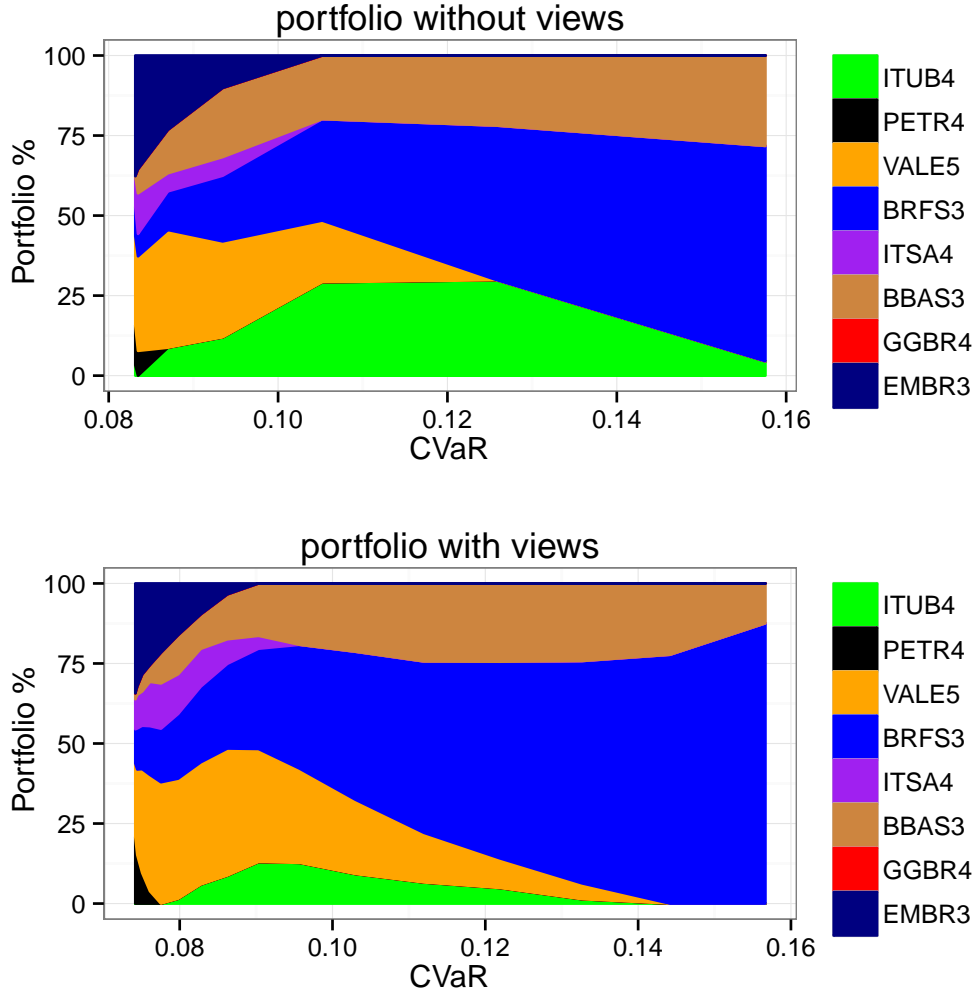 portfolio without views
Portfolio %
100
75
50
25
0
0.08
0.10
0.12
0.14
0.16
CVaR
ITUB4
PETR4
VALE5
BRFS3
ITSA4
BBAS3
GGBR4
EMBR3
portfolio with views
Portfolio %
100
75
50
25
0
0.08
0.10
0.12
0.14
0.16
CVaR
ITUB4
PETR4
VALE5
BRFS3
ITSA4
BBAS3
GGBR4
EMBR3